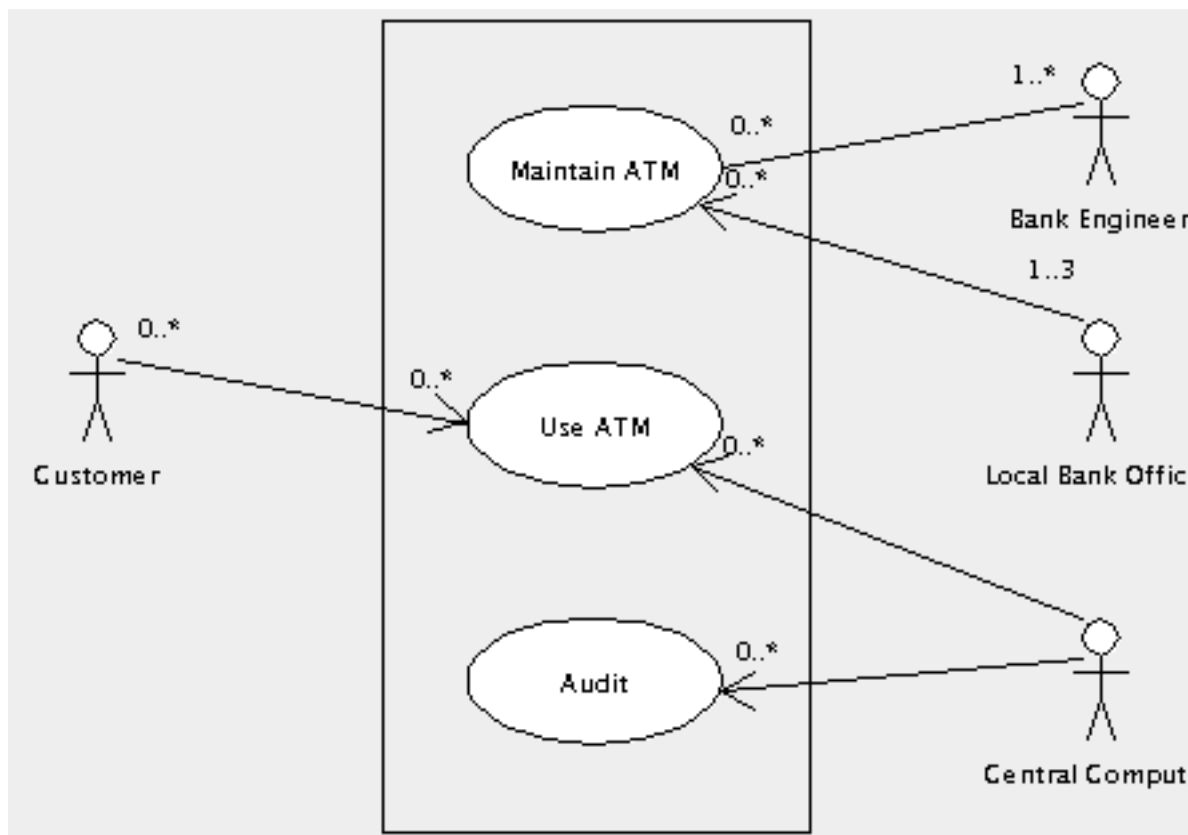 1..*
0..*
Maintain ATM
0..*
Bank Engineer
1..3
0..*
0..*
Use ATM
0..*
Customer
Local Bank Offic
0..*
Audit
Central Comput